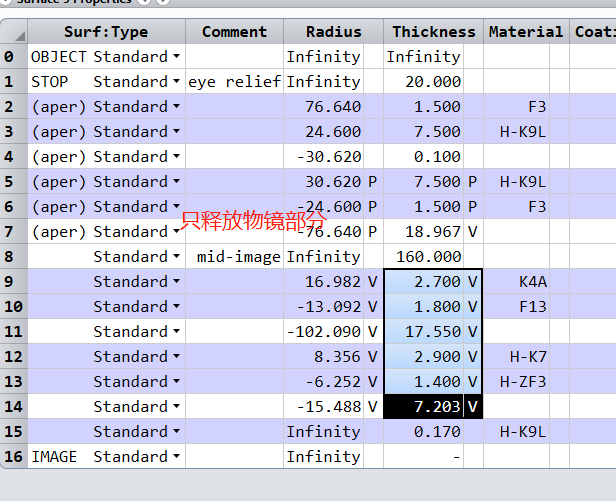 Surface 9 Properties
Surf:Type Comment Radius Thickness Material Coati
0 OBJECT Standard Infinity Infinity
1 STOP Standard eye relief Infinity 20.000
2 (aper) Standard 76.640 1.500 F3
3 (aper) Standard 24.600 7.500 H-K9L
4 (aper) Standard -30.620 0.100
5 (aper) Standard 30.620 P 7.500 P H-K9L
6 (aper) Standard -24.600 P 1.500 P F3
只释放物镜部分
7 (aper) Standard -76.640 P 18.967 V
8 Standard mid-image Infinity 160.000
9 Standard 16.982 V 2.700 V K4A
10 Standard -13.092 V 1.800 V F13
11 Standard -102.090 V 17.550 V
12 Standard 8.356 V 2.900 V H-K7
13 Standard -6.252 V 1.400 V H-ZF3
14 Standard -15.488 V 7.203 V
15 Standard Infinity 0.170 H-K9L
16 IMAGE Standard Infinity -